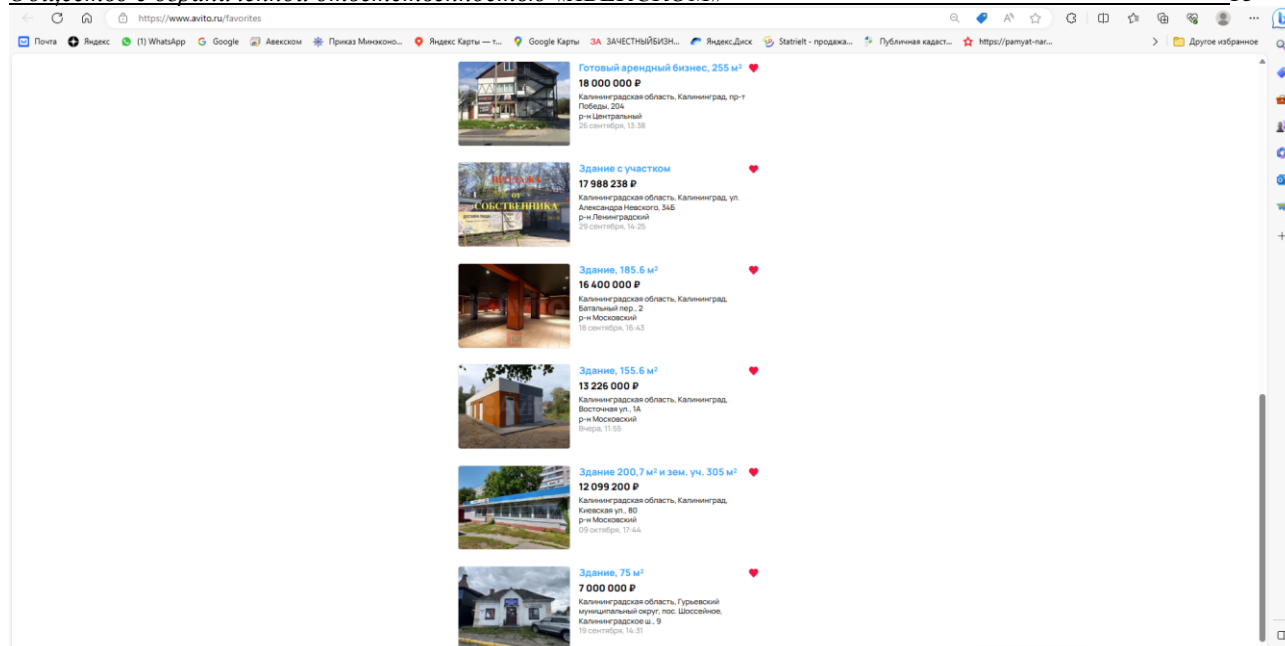 Общество с ограниченной ответственностью «АВЕКСКОМ»
https://www.avito.ru/favorites
Почта Яндекс (1) WhatsApp Google Авекском Приказ Минэконо... Яндекс Карты — т... Google Карты ЗА ЗАЧЕСТНЫЙБИЗН... Яндекс.Диск Statrielt - продажа... Публичная кадаст... https://pamyat-nar... Другое избранное
Готовый арендный бизнес, 255 м²
18 000 000 ₽
Калининградская область, Калининград, пр-т
Победы, 204
р-н Центральный
26 сентября, 13:38
Здание с участком
17 988 238 ₽
Калининградская область, Калининград, ул.
Александра Невского, 34Б
р-н Ленинградский
29 сентября, 14:25
от
СОБСТВЕННИКА
Здание, 185.6 м²
16 400 000 ₽
Калининградская область, Калининград,
Батальный пер., 2
р-н Московский
18 сентября, 16:43
Здание, 155.6 м²
13 226 000 ₽
Калининградская область, Калининград,
Восточная ул., 1А
р-н Московский
Вчера, 11:55
Здание 200,7 м² и зем. уч. 305 м²
12 099 200 ₽
Калининградская область, Калининград,
Киевская ул., 80
р-н Московский
09 октября, 17:44
Здание, 75 м²
7 000 000 ₽
Калининградская область, Гурьевский
муниципальный округ, пос. Шоссейное,
Калининградское ш., 9
19 сентября, 14:31